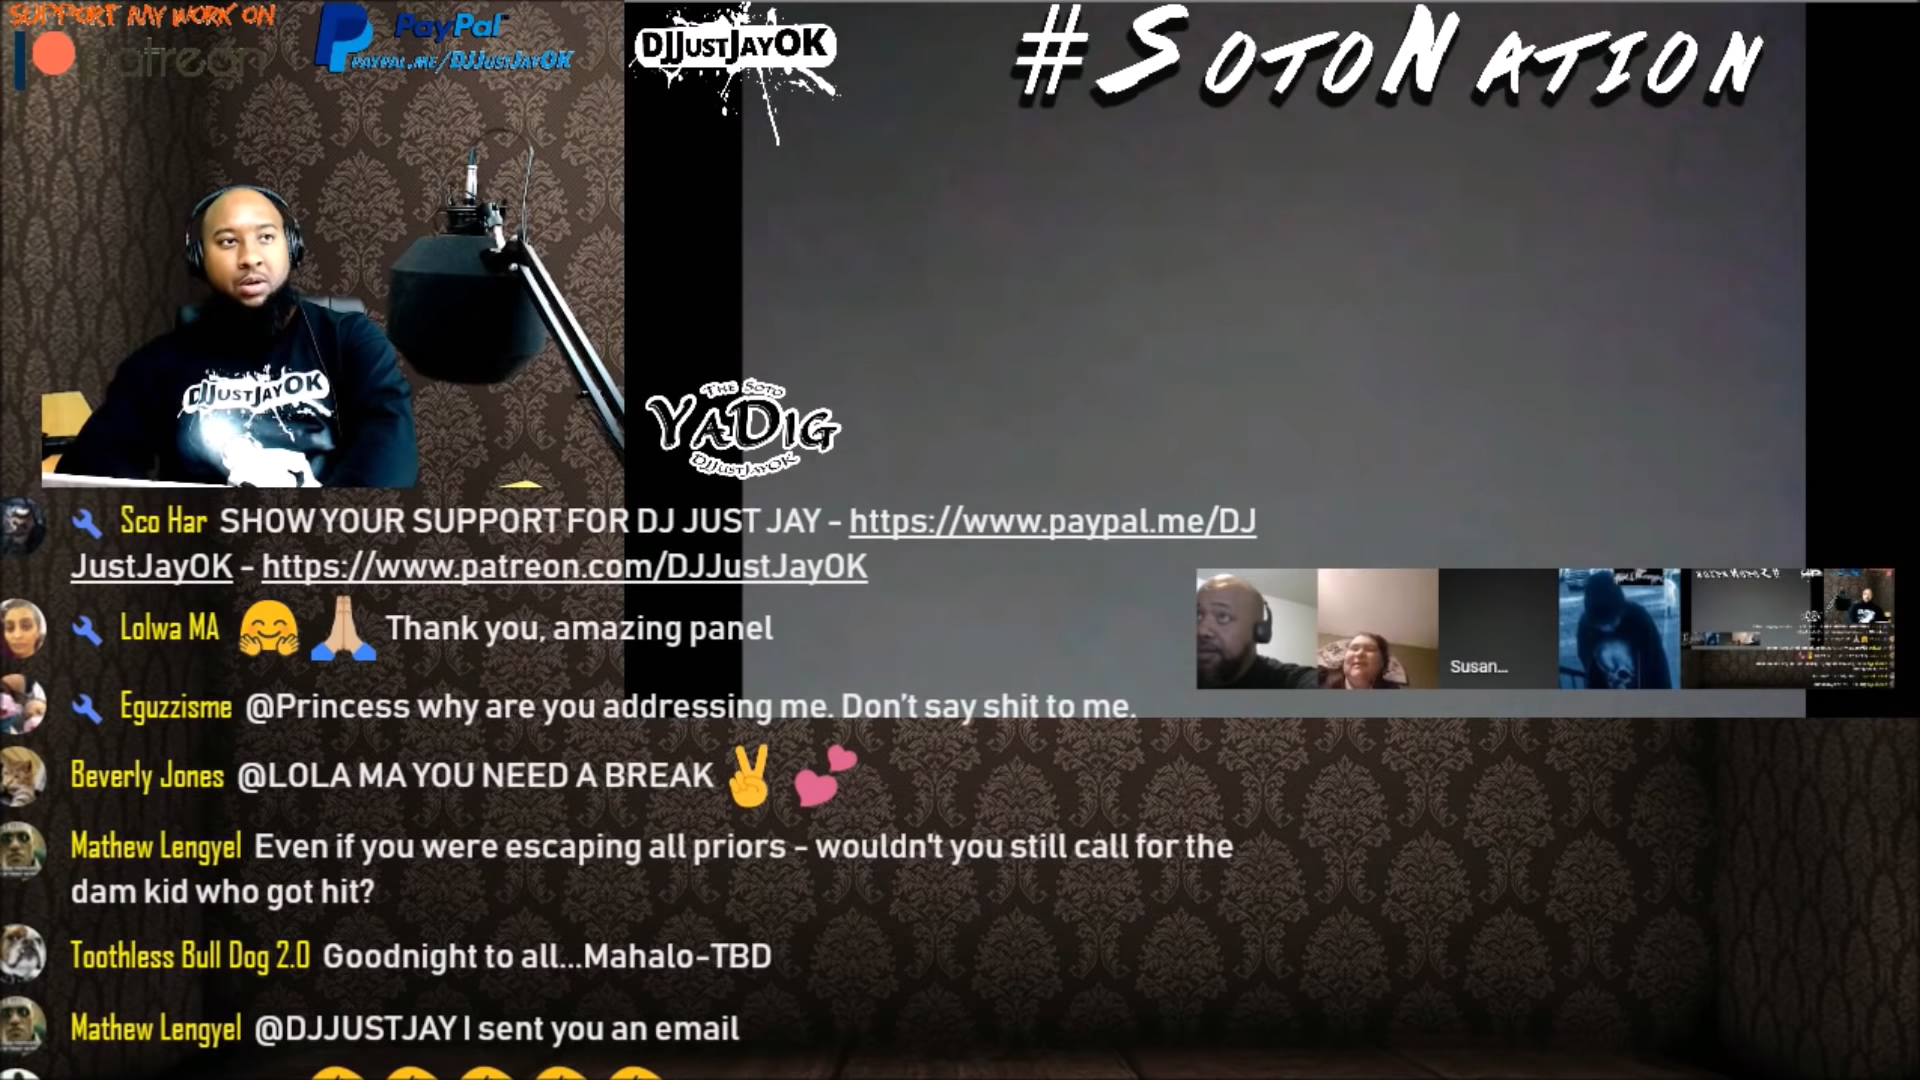 SUPPORT MY WORK ON
patreon
PayPal
PAYPAL.ME/DJJUSTJAYOK
DJJUSTJAYOK
#SOTONATION
DJJUSTJAYOK
THE SOTO
YADIG
DJJUSTJAYOK
Sco Har SHOW YOUR SUPPORT FOR DJ JUST JAY - https://www.paypal.me/DJ
JustJayOK - https://www.patreon.com/DJJustJayOK
Lolwa MA 🤗 🙏🏼 Thank you, amazing panel
Susan...
Eguzzisme @Princess why are you addressing me. Don't say shit to me.
Beverly Jones @LOLA MA YOU NEED A BREAK ✌ 💕
Mathew Lengyel Even if you were escaping all priors - wouldn't you still call for the
dam kid who got hit?
Toothless Bull Dog 2.0 Goodnight to all...Mahalo-TBD
Mathew Lengyel @DJJUSTJAY I sent you an email